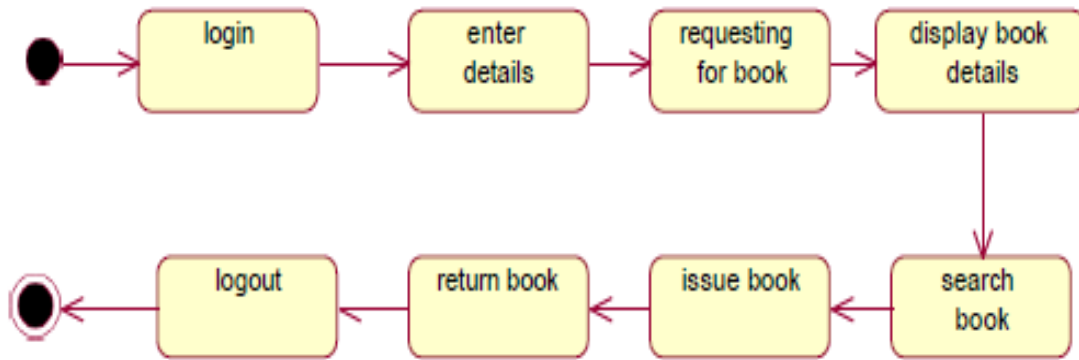 login
enter
details
requesting
for book
display book
details
logout
return book
issue book
search
book